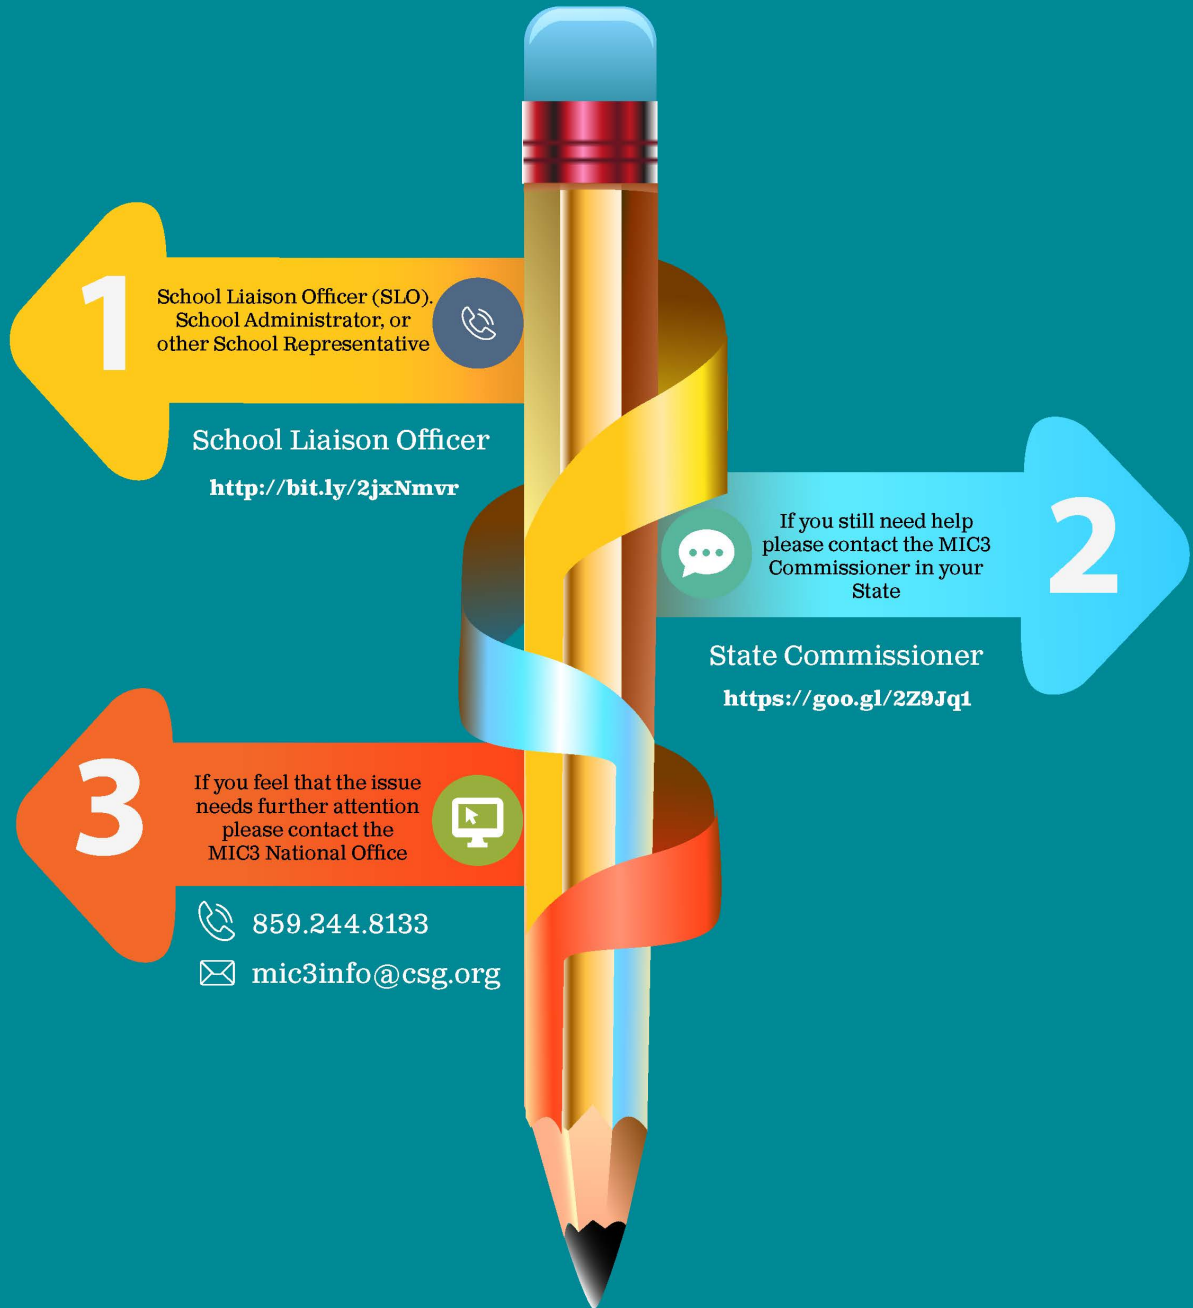 1
School Liaison Officer (SLO).
School Administrator, or
other School Representative
School Liaison Officer
http://bit.ly/2jxNmvr
2
If you still need help
please contact the MIC3
Commissioner in your
State
State Commissioner
https://goo.gl/2Z9Jq1
3
If you feel that the issue
needs further attention
please contact the
MIC3 National Office
859.244.8133
mic3info@csg.org